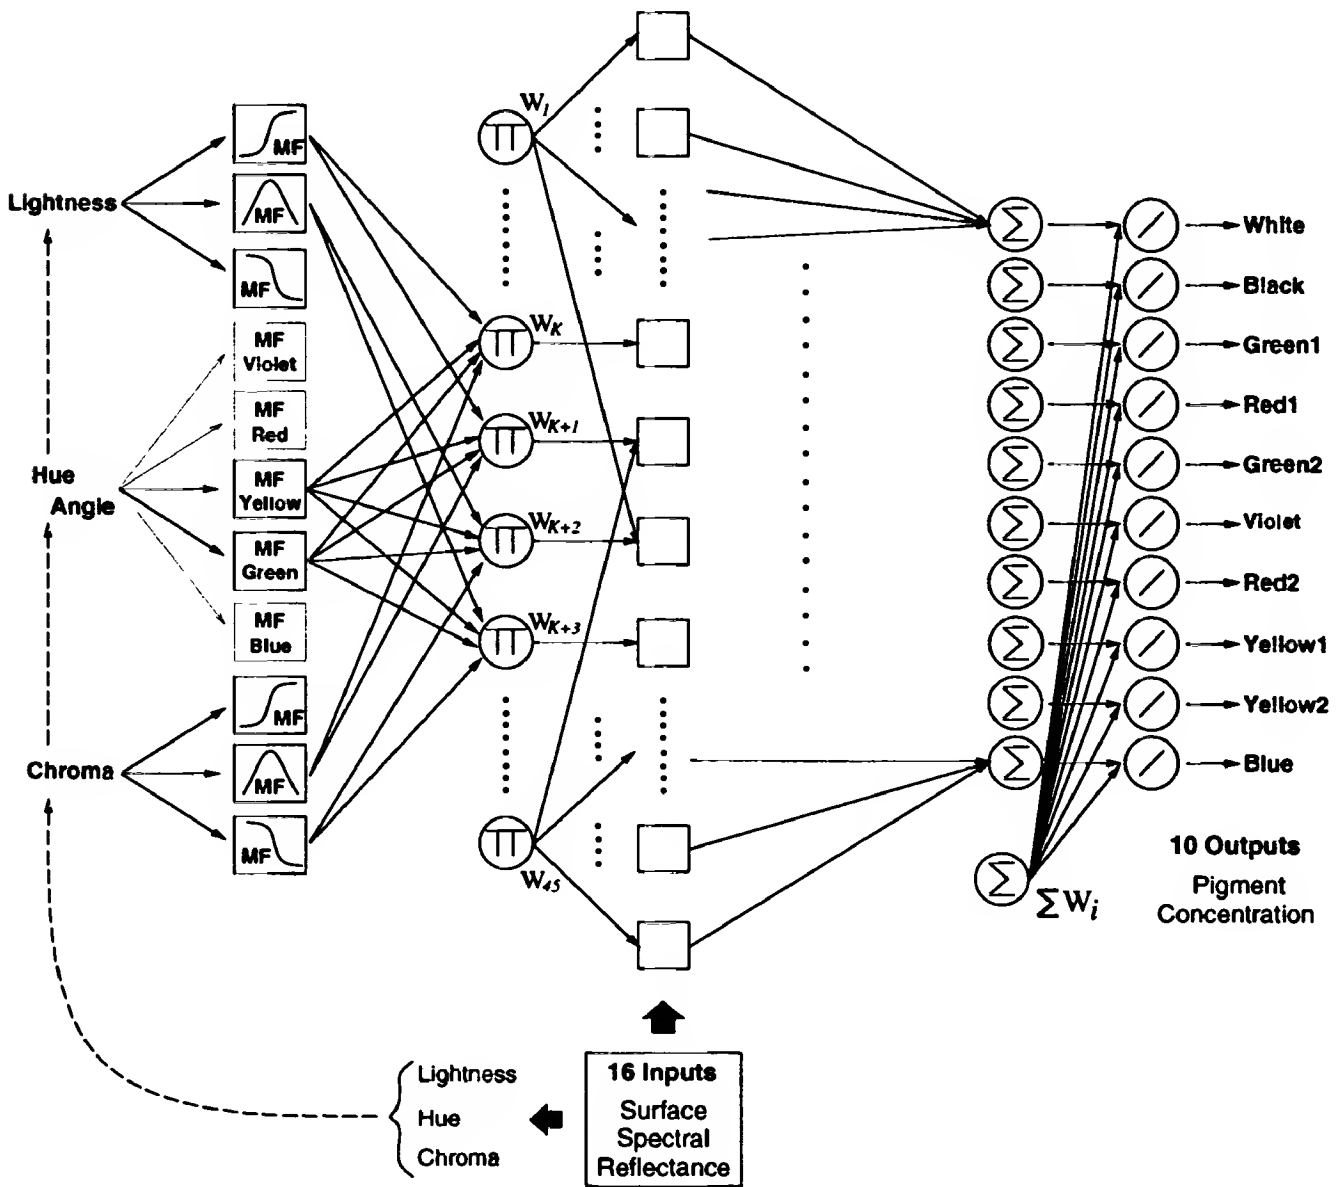 Lightness
Hue
Angle
Chroma
MF
MF
MF
MF
Violet
MF
Red
MF
Yellow
MF
Green
MF
Blue
MF
MF
MF
W1
∏
WK
∏
WK+1
∏
WK+2
∏
WK+3
∏
∏
W45
Σ
Σ
Σ
Σ
Σ
Σ
Σ
Σ
Σ
Σ
Σ
ΣWi
White
Black
Green1
Red1
Green2
Violet
Red2
Yellow1
Yellow2
Blue
10 Outputs
Pigment
Concentration
Lightness
Hue
Chroma
16 Inputs
Surface
Spectral
Reflectance